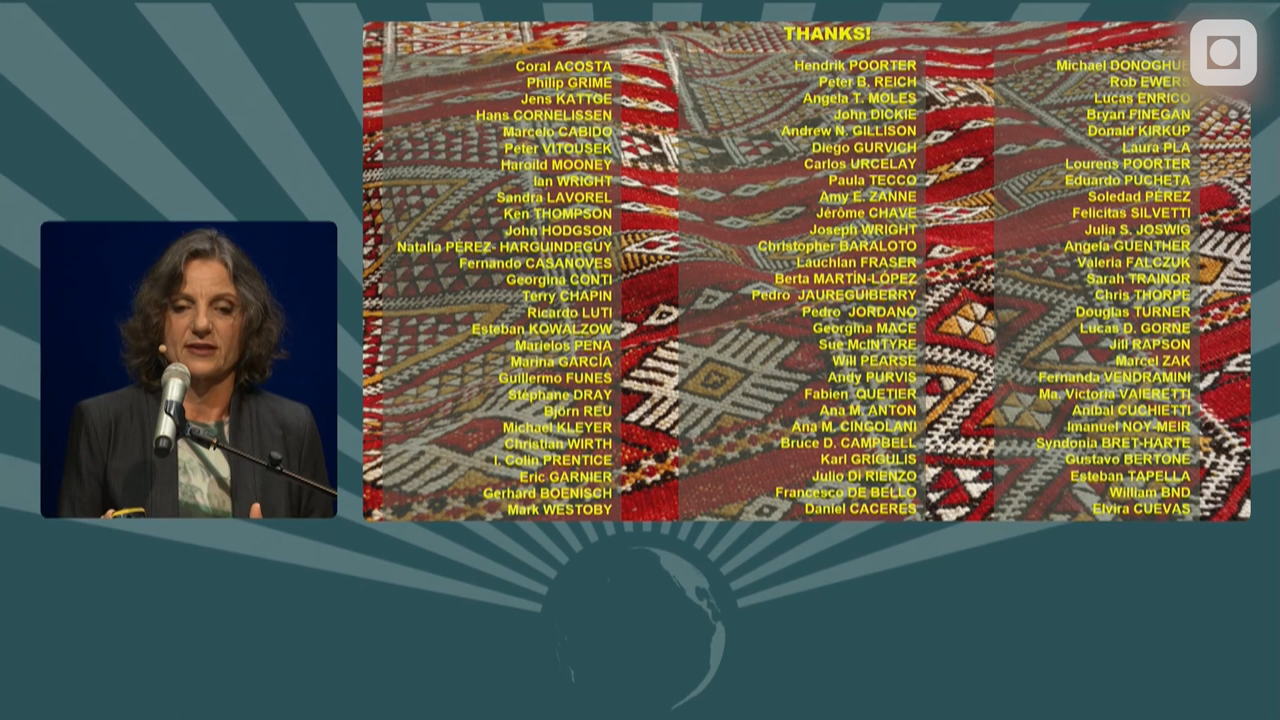 THANKS!
Coral ACOSTA
Philip GRIME
Jens KATTGE
Hans CORNELISSEN
Marcelo CABIDO
Peter VITOUSEK
Haroild MOONEY
Ian WRIGHT
Sandra LAVOREL
Ken THOMPSON
John HODGSON
Natalia PÉREZ- HARGUINDEGUY
Fernando CASANOVES
Georgina CONTI
Terry CHAPIN
Ricardo LUTI
Esteban KOWALZOW
Marielos PEÑA
Marina GARCÍA
Guillermo FUNES
Stéphane DRAY
Björn REU
Michael KLEYER
Christian WIRTH
I. Colin PRENTICE
Eric GARNIER
Gerhard BOENISCH
Mark WESTOBY
Hendrik POORTER
Peter B. REICH
Angela T. MOLES
John DICKIE
Andrew N. GILLISON
Diego GURVICH
Carlos URCELAY
Paula TECCO
Amy E. ZANNE
Jérôme CHAVE
Joseph WRIGHT
Christopher BARALOTO
Lauchlan FRASER
Berta MARTÍN-LÓPEZ
Pedro JAUREGUIBERRY
Pedro JORDANO
Georgina MACE
Sue McINTYRE
Will PEARSE
Andy PURVIS
Fabien QUETIER
Ana M. ANTON
Ana M. CINGOLANI
Bruce D. CAMPBELL
Karl GRIGULIS
Julio DI RIENZO
Francesco DE BELLO
Daniel CACERES
Michael DONOGHUE
Rob EWERS
Lucas ENRICO
Bryan FINEGAN
Donald KIRKUP
Laura PLA
Lourens POORTER
Eduardo PUCHETA
Soledad PÉREZ
Felicitas SILVETTI
Julia S. JOSWIG
Angela GUENTHER
Valeria FALCZUK
Sarah TRAINOR
Chris THORPE
Douglas TURNER
Lucas D. GORNE
Jill RAPSON
Marcel ZAK
Fernanda VENDRAMINI
Ma. Victoria VAIERETTI
Aníbal CUCHIETTI
Imanuel NOY-MEIR
Syndonia BRET-HARTE
Gustavo BERTONE
Esteban TAPELLA
William BND
Elvira CUEVAS